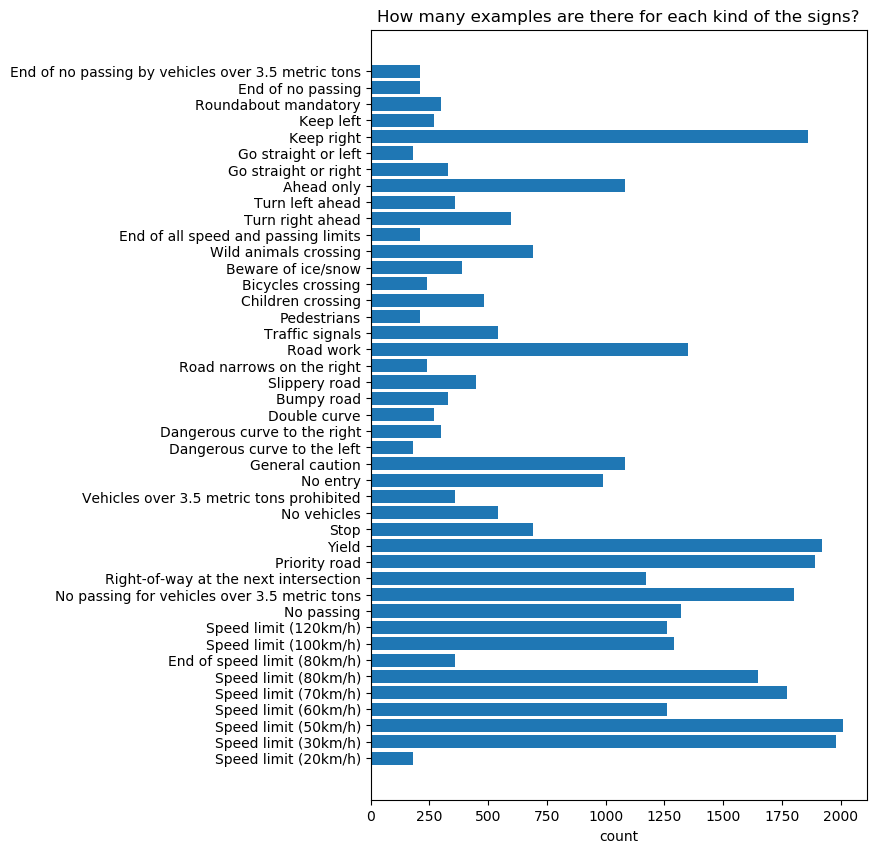 How many examples are there for each kind of the signs?
End of no passing by vehicles over 3.5 metric tons
End of no passing
Roundabout mandatory
Keep left
Keep right
Go straight or left
Go straight or right
Ahead only
Turn left ahead
Turn right ahead
End of all speed and passing limits
Wild animals crossing
Beware of ice/snow
Bicycles crossing
Children crossing
Pedestrians
Traffic signals
Road work
Road narrows on the right
Slippery road
Bumpy road
Double curve
Dangerous curve to the right
Dangerous curve to the left
General caution
No entry
Vehicles over 3.5 metric tons prohibited
No vehicles
Stop
Yield
Priority road
Right-of-way at the next intersection
No passing for vehicles over 3.5 metric tons
No passing
Speed limit (120km/h)
Speed limit (100km/h)
End of speed limit (80km/h)
Speed limit (80km/h)
Speed limit (70km/h)
Speed limit (60km/h)
Speed limit (50km/h)
Speed limit (30km/h)
Speed limit (20km/h)
0 250 500 750 1000 1250 1500 1750 2000
count